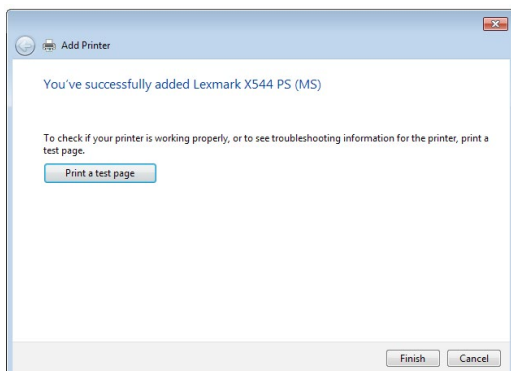 Add Printer
You've successfully added Lexmark X544 PS (MS)
To check if your printer is working properly, or to see troubleshooting information for the printer, print a
test page.
Print a test page
Finish Cancel